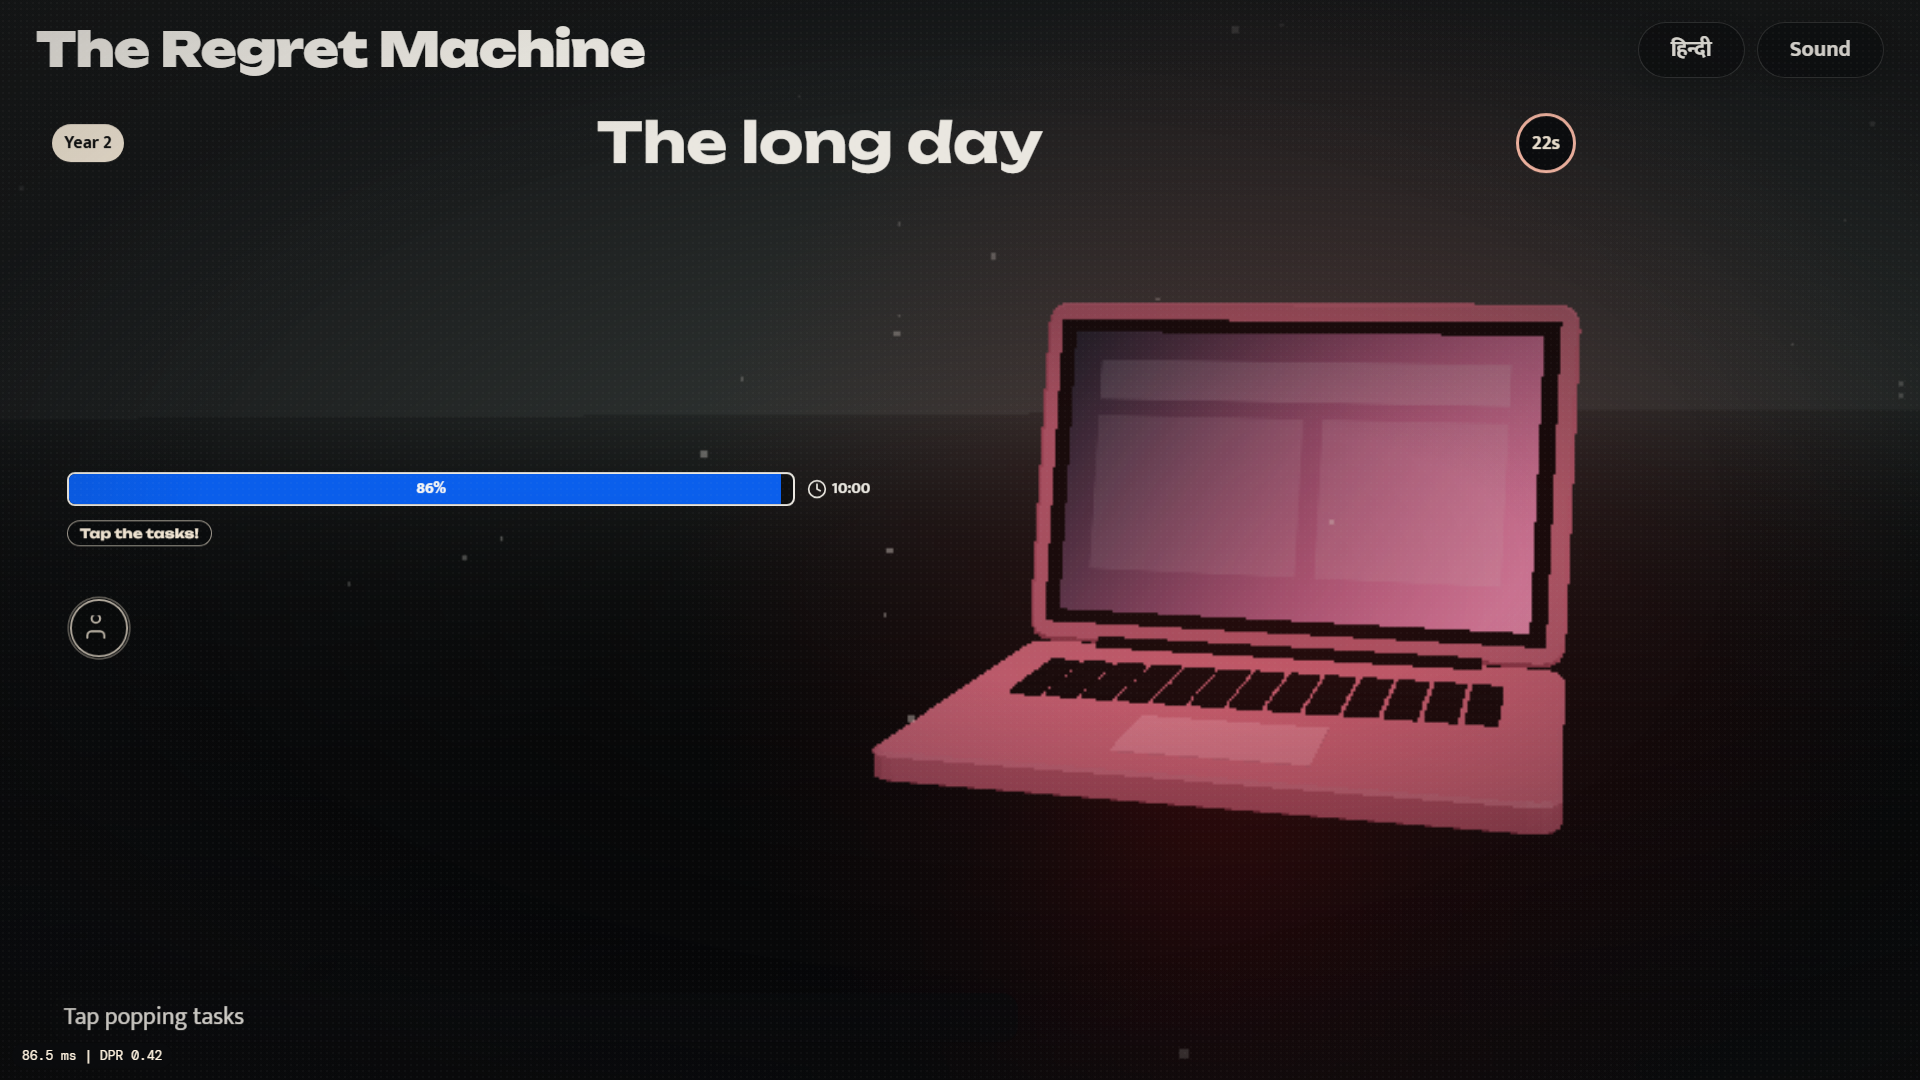 The Regret Machine
हिन्दी
Sound
Year 2
The long day
22s
86%
10:00
Tap the tasks!
Tap popping tasks
86.5 ms | DPR 0.42